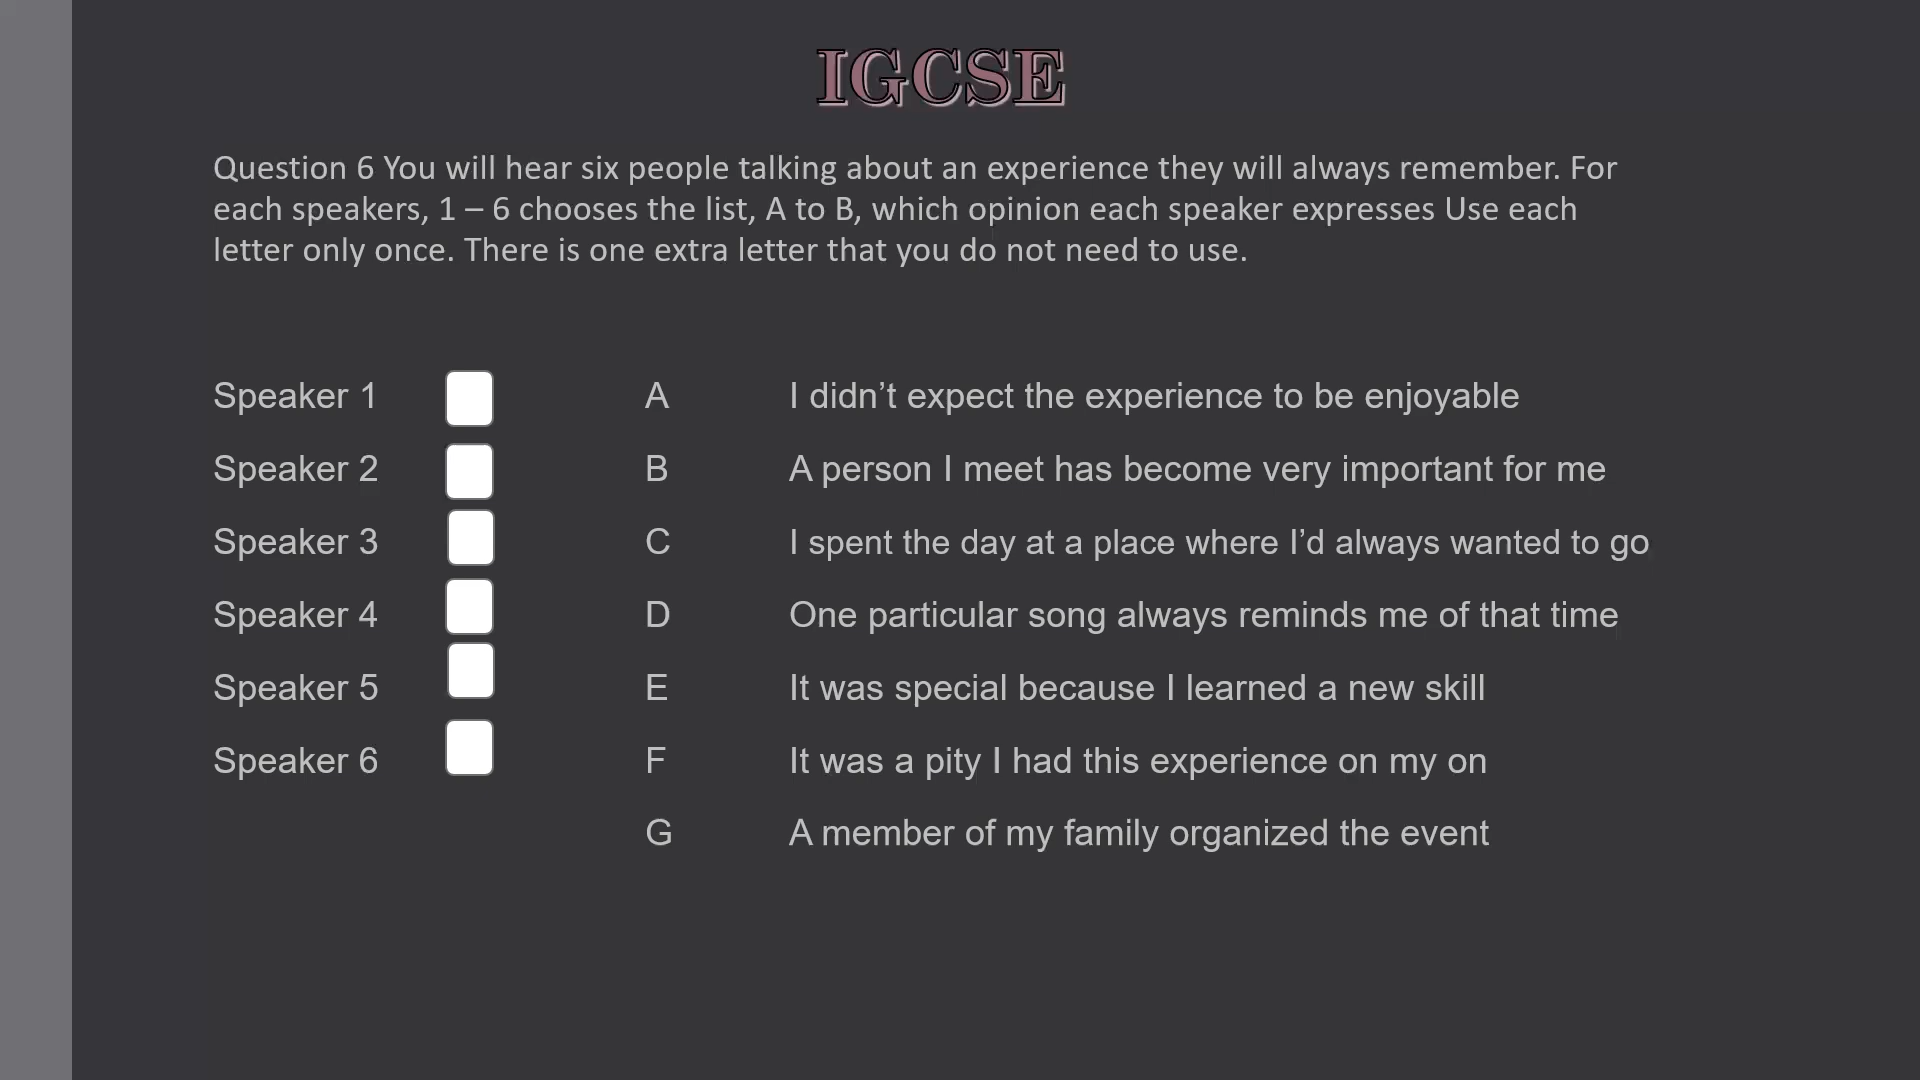 IGCSE
Question 6 You will hear six people talking about an experience they will always remember. For
each speakers, 1 – 6 chooses the list, A to B, which opinion each speaker expresses Use each
letter only once. There is one extra letter that you do not need to use.
Speaker 1 A I didn’t expect the experience to be enjoyable
Speaker 2 B A person I meet has become very important for me
Speaker 3 C I spent the day at a place where I’d always wanted to go
Speaker 4 D One particular song always reminds me of that time
Speaker 5 E It was special because I learned a new skill
Speaker 6 F It was a pity I had this experience on my on
G A member of my family organized the event